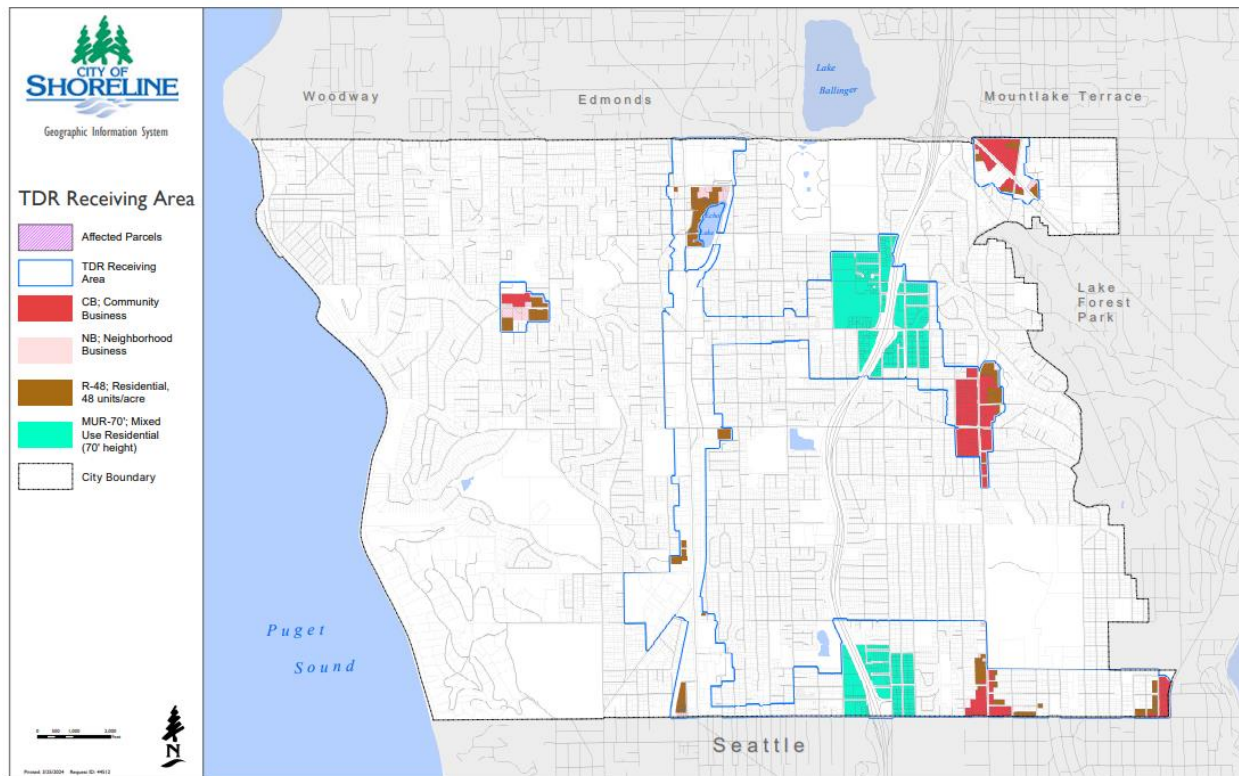 CITY OF
SHORELINE
Geographic Information System
TDR Receiving Area
Affected Parcels
TDR Receiving
Area
CB; Community
Business
NB; Neighborhood
Business
R-48; Residential,
48 units/acre
MUR-70'; Mixed
Use Residential
(70' height)
City Boundary
N
Woodway
Edmonds
Lake
Ballinger
Mountlake Terrace
Echo
Lake
Lake
Forest
Park
Puget
Sound
Seattle